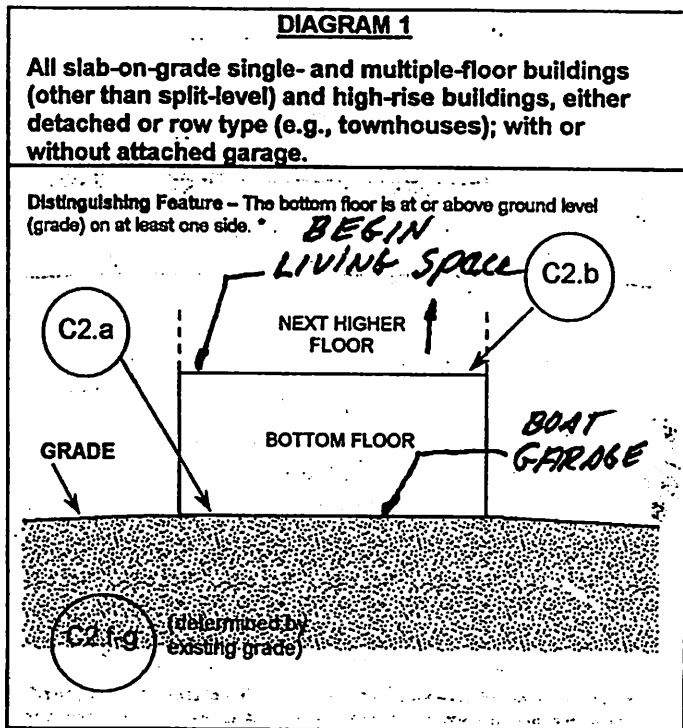 DIAGRAM 1
All slab-on-grade single- and multiple-floor buildings
(other than split-level) and high-rise buildings, either
detached or row type (e.g., townhouses); with or
without attached garage.
Distinguishing Feature – The bottom floor is at or above ground level
(grade) on at least one side. *
BEGIN
LIVING SPACE
C2.b
C2.a
NEXT HIGHER
FLOOR
BOTTOM FLOOR
BOAT
GARAGE
GRADE
C2.f-g
(determined by
existing grade)